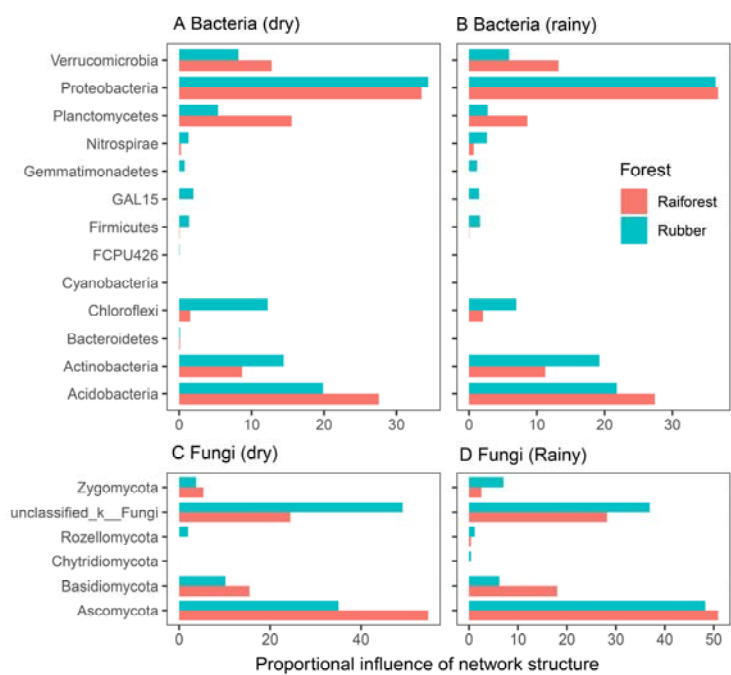 A Bacteria (dry)
B Bacteria (rainy)
Verrucomicrobia
Proteobacteria
Planctomycetes
Nitrospirae
Gemmatimonadetes
GAL15
Firmicutes
FCPU426
Cyanobacteria
Chloroflexi
Bacteroidetes
Actinobacteria
Acidobacteria
0 10 20 30
0 10 20 30
Forest
Raiforest
Rubber
C Fungi (dry)
D Fungi (Rainy)
Zygomycota
unclassified_k__Fungi
Rozellomycota
Chytridiomycota
Basidiomycota
Ascomycota
0 20 40
0 10 20 30 40 50
Proportional influence of network structure